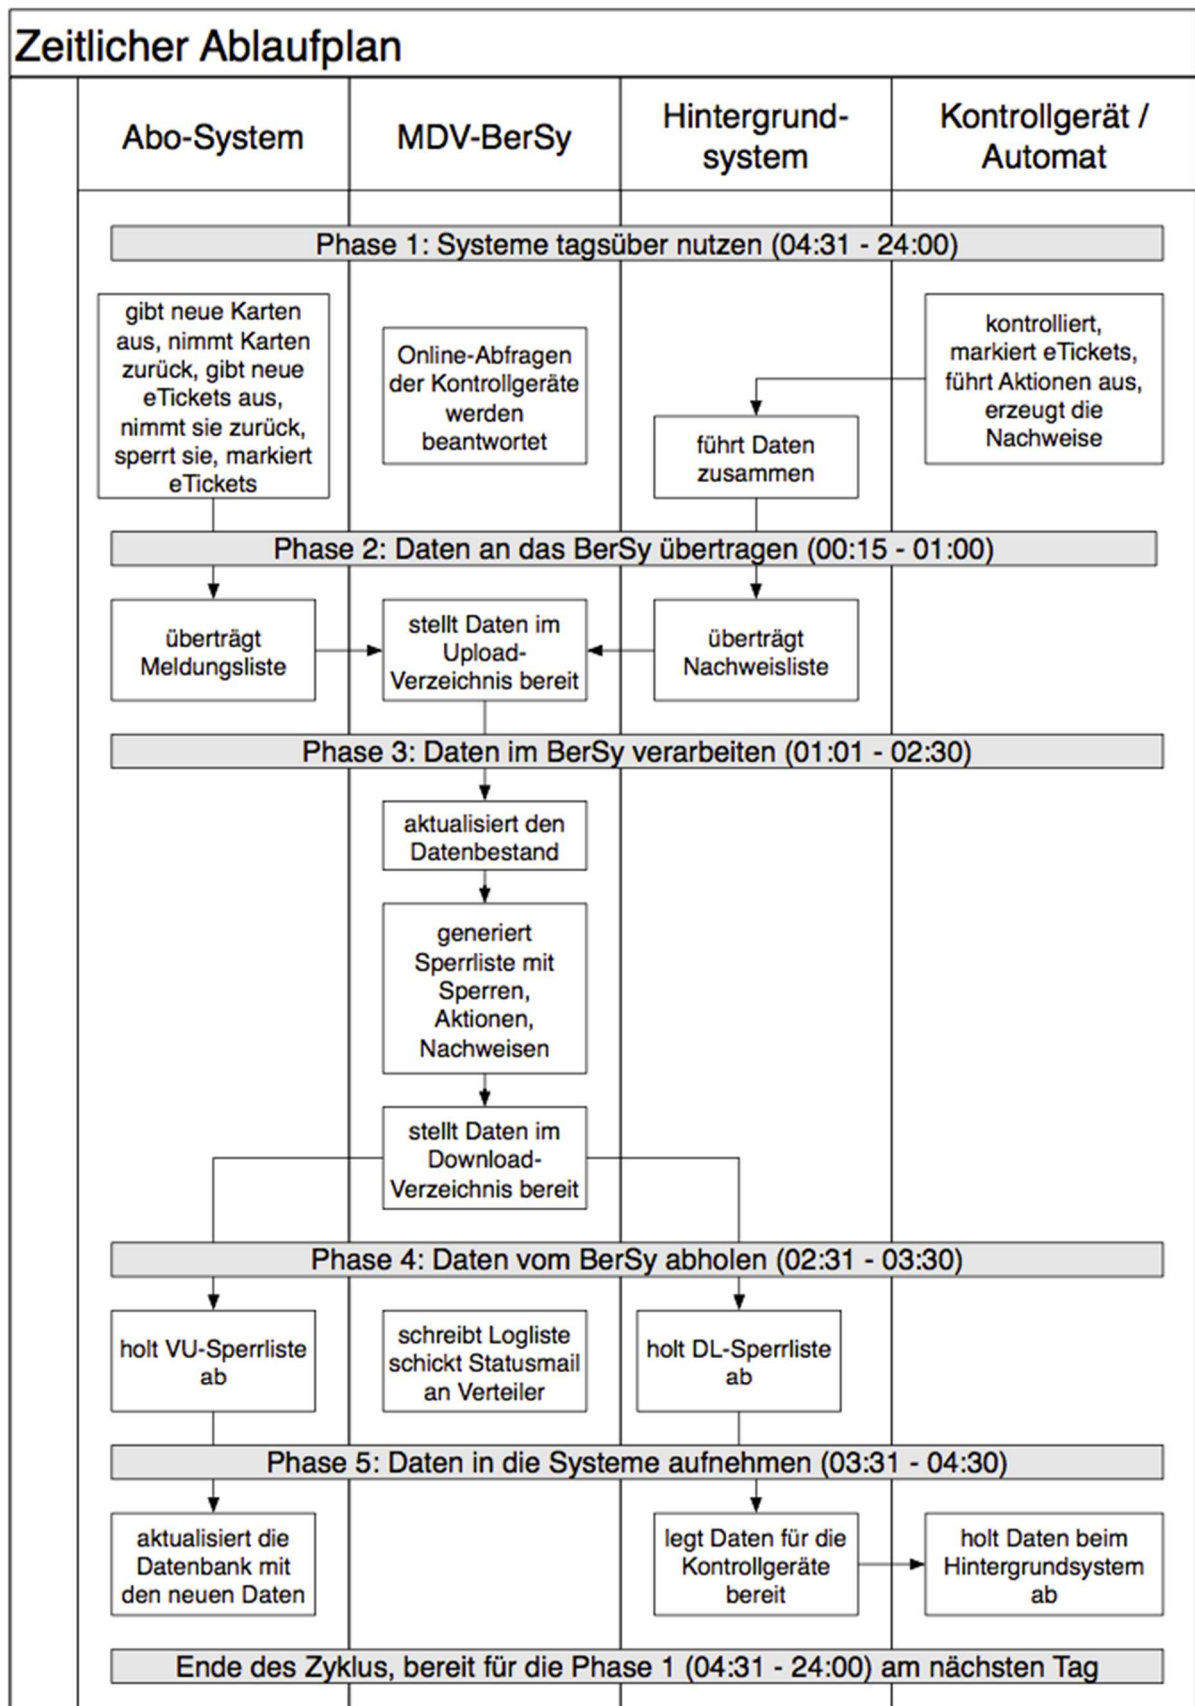 Zeitlicher Ablaufplan
Abo-System
MDV-BerSy
Hintergrund-
system
Kontrollgerät /
Automat
Phase 1: Systeme tagsüber nutzen (04:31 - 24:00)
gibt neue Karten
aus, nimmt Karten
zurück, gibt neue
eTickets aus,
nimmt sie zurück,
sperrt sie, markiert
eTickets
Online-Abfragen
der Kontrollgeräte
werden
beantwortet
führt Daten
zusammen
kontrolliert,
markiert eTickets,
führt Aktionen aus,
erzeugt die
Nachweise
Phase 2: Daten an das BerSy übertragen (00:15 - 01:00)
überträgt
Meldungsliste
stellt Daten im
Upload-
Verzeichnis bereit
überträgt
Nachweisliste
Phase 3: Daten im BerSy verarbeiten (01:01 - 02:30)
aktualisiert den
Datenbestand
generiert
Sperrliste mit
Sperren,
Aktionen,
Nachweisen
stellt Daten im
Download-
Verzeichnis bereit
Phase 4: Daten vom BerSy abholen (02:31 - 03:30)
holt VU-Sperrliste
ab
schreibt Logliste
schickt Statusmail
an Verteiler
holt DL-Sperrliste
ab
Phase 5: Daten in die Systeme aufnehmen (03:31 - 04:30)
aktualisiert die
Datenbank mit
den neuen Daten
legt Daten für die
Kontrollgeräte
bereit
holt Daten beim
Hintergrundsystem
ab
Ende des Zyklus, bereit für die Phase 1 (04:31 - 24:00) am nächsten Tag